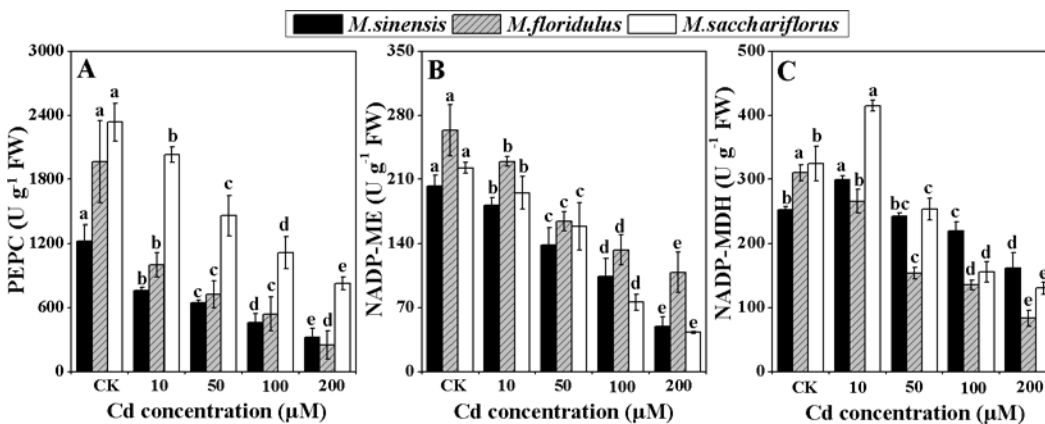 M.sinensis M.floridulus M.sacchariflorus
A
PEPC (U g⁻¹ FW)
3000
2400
1800
1200
600
0
a a a
b b b
c c c
d c d
e d e
CK 10 50 100 200
Cd concentration (μM)
B
NADP-ME (U g⁻¹ FW)
350
280
210
140
70
0
a a a
b b b
c c c
d d d
e e e
CK 10 50 100 200
Cd concentration (μM)
C
NADP-MDH (U g⁻¹ FW)
500
400
300
200
100
0
b a b
a b a
bc c c
c d d
d e e
CK 10 50 100 200
Cd concentration (μM)